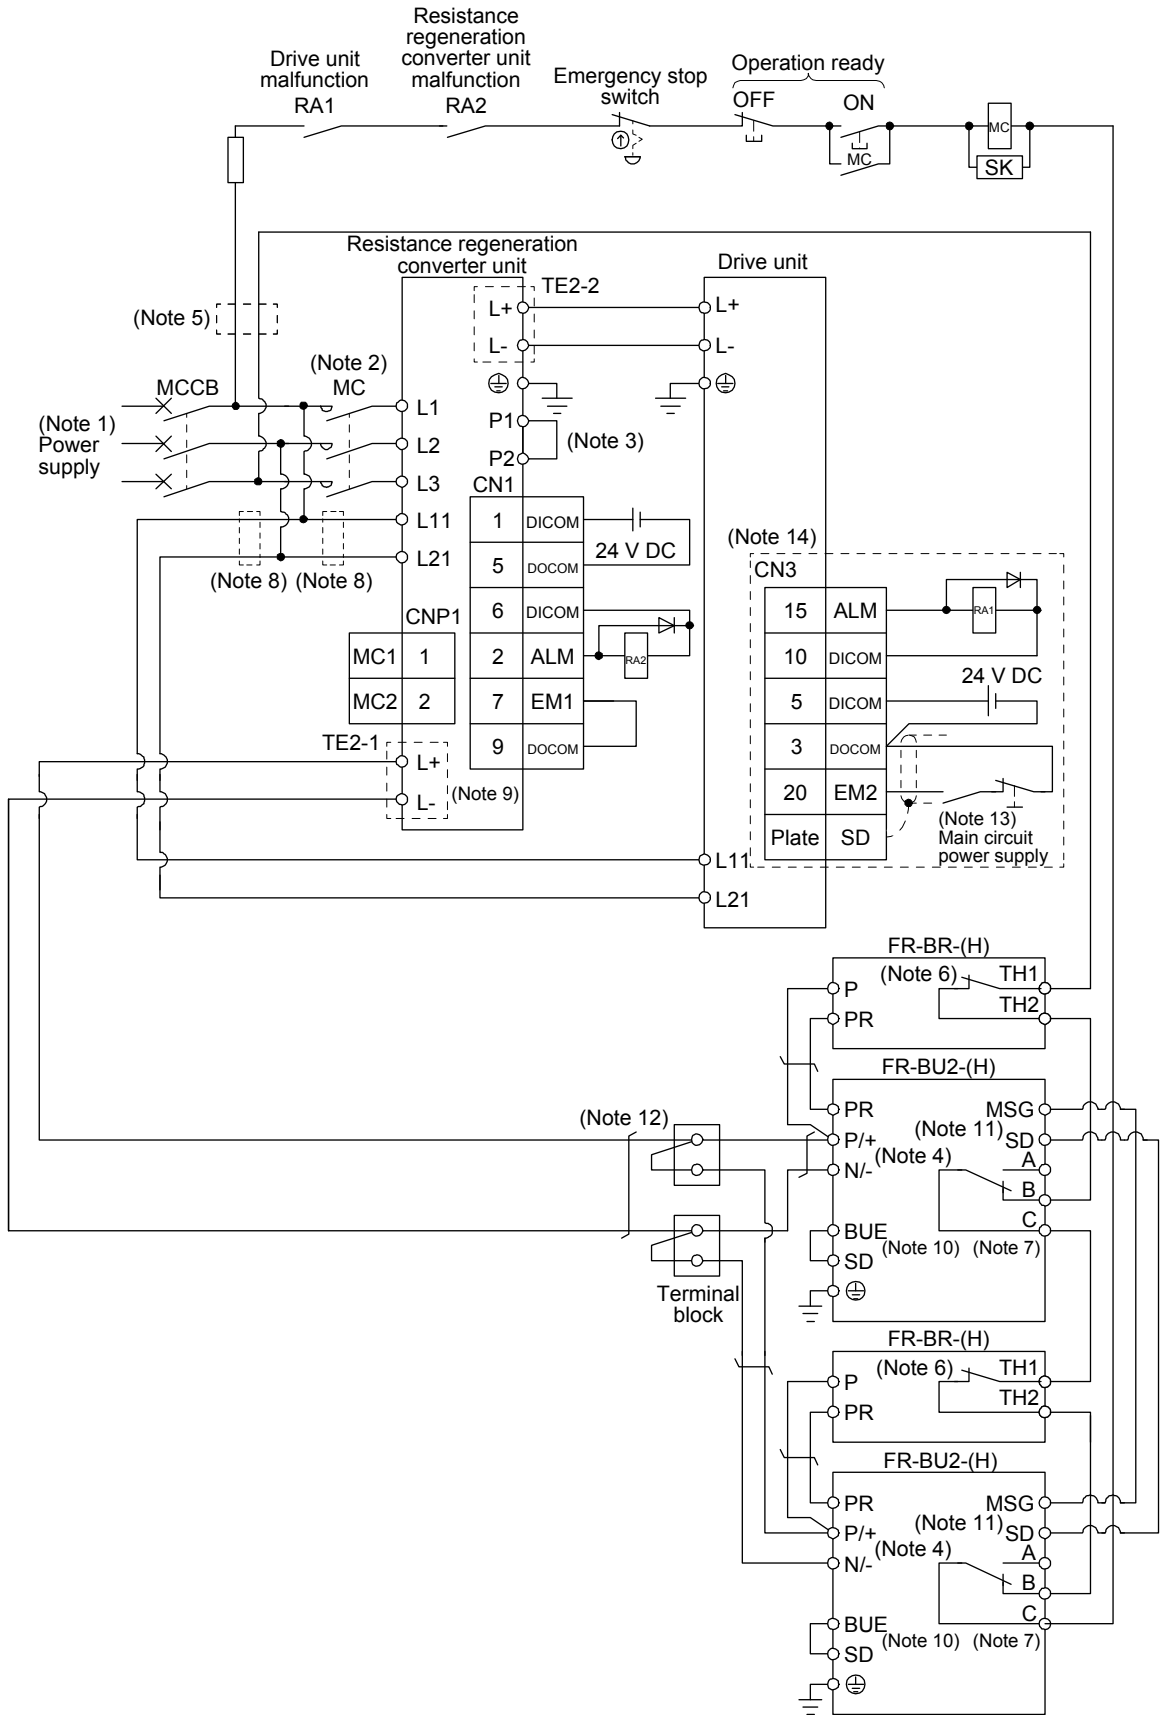 Resistance
regeneration
converter unit
malfunction
RA2
Drive unit
malfunction
RA1
Emergency stop
switch
Operation ready
OFF
ON
MC
MC
SK
Resistance regeneration
converter unit
Drive unit
TE2-2
L+
L-
L+
L-
(Note 5)
(Note 2)
MC
MCCB
(Note 1)
Power
supply
L1
L2
L3
L11
L21
P1
P2
(Note 3)
(Note 8)
(Note 8)
CN1
1 DICOM
24 V DC
5 DOCOM
6 DICOM
2 ALM
RA2
7 EM1
9 DOCOM
CNP1
MC1 1
MC2 2
TE2-1
L+
L-
(Note 9)
(Note 14)
CN3
15 ALM
RA1
10 DICOM
24 V DC
5 DICOM
3 DOCOM
20 EM2
Plate SD
(Note 13)
Main circuit
power supply
L11
L21
FR-BR-(H)
(Note 6)
TH1
TH2
P
PR
FR-BU2-(H)
PR
P/+
N/-
MSG
(Note 11)
SD
(Note 4)
A
B
C
BUE
SD
(Note 10)
(Note 7)
(Note 12)
Terminal
block
FR-BR-(H)
(Note 6)
TH1
TH2
P
PR
FR-BU2-(H)
PR
P/+
N/-
MSG
(Note 11)
SD
(Note 4)
A
B
C
BUE
SD
(Note 10)
(Note 7)